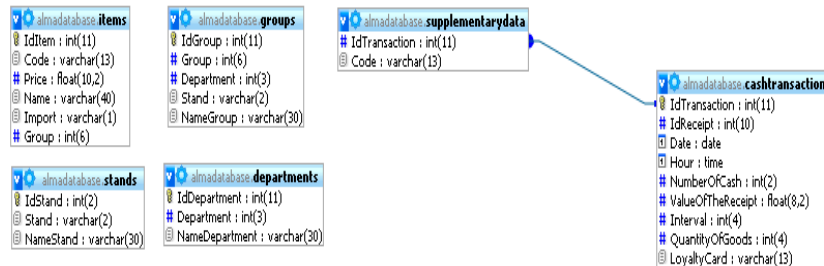 almadatabase.items
IdItem : int(11)
Code : varchar(13)
Price : float(10,2)
Name : varchar(40)
Import : varchar(1)
Group : int(6)
almadatabase.groups
IdGroup : int(11)
Group : int(6)
Department : int(3)
Stand : varchar(2)
NameGroup : varchar(30)
almadatabase.supplementarydata
IdTransaction : int(11)
Code : varchar(13)
almadatabase.cashtransaction
IdTransaction : int(11)
IdReceipt : int(10)
Date : date
Hour : time
NumberOfCash : int(2)
ValueOfTheReceipt : float(8,2)
Interval : int(4)
QuantityOfGoods : int(4)
LoyaltyCard : varchar(13)
almadatabase.stands
IdStand : int(2)
Stand : varchar(2)
NameStand : varchar(30)
almadatabase.departments
IdDepartment : int(11)
Department : int(3)
NameDepartment : varchar(30)